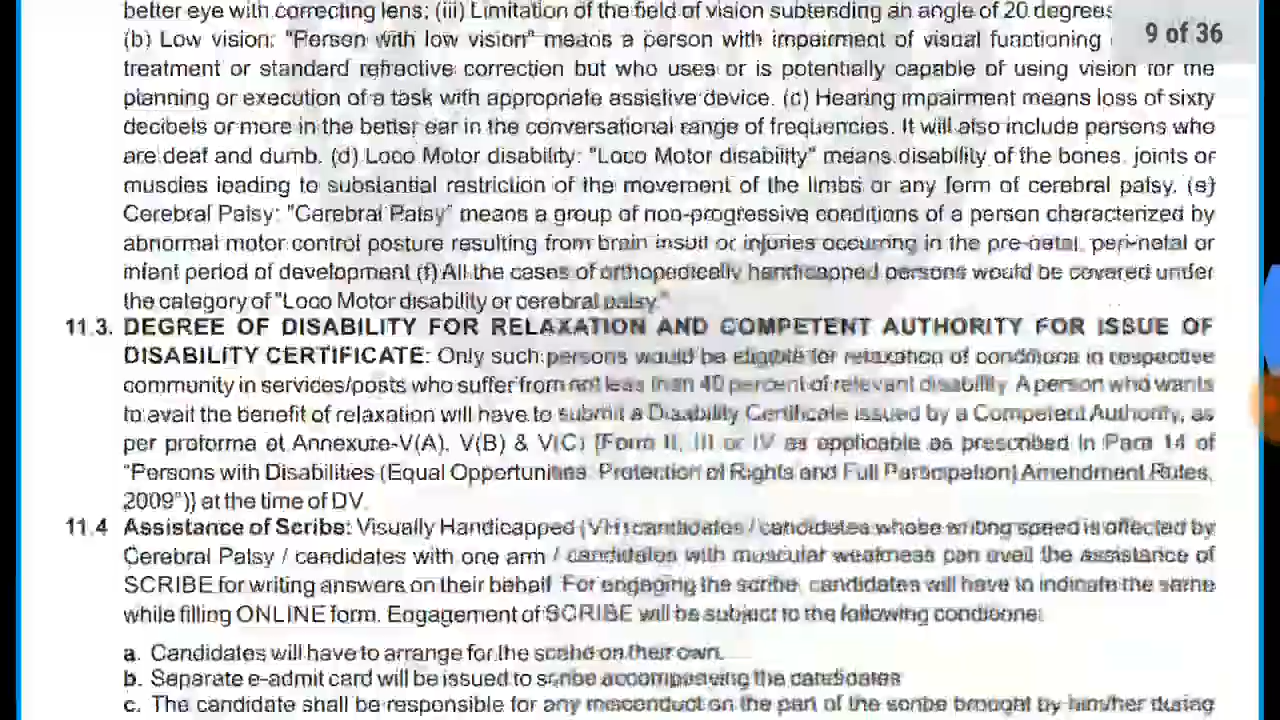 better eye with correcting lens; (iii) Limitation of the field of vision subtending an angle of 20 degrees
9 of 36
(b) Low vision: "Person with low vision" means a person with impairment of visual functioning
treatment or standard refractive correction but who uses or is potentially capable of using vision for the
planning or execution of a task with appropriate assistive device. (c) Hearing impairment means loss of sixty
decibels or more in the better ear in the conversational range of frequencies. It will also include persons who
are deaf and dumb. (d) Loco Motor disability: "Loco Motor disability" means disability of the bones, joints or
muscles leading to substantial restriction of the movement of the limbs or any form of cerebral palsy. (e)
Cerebral Palsy: "Cerebral Palsy" means a group of non-progressive conditions of a person characterized by
abnormal motor control posture resulting from brain insult or injuries occurring in the pre-natal, peri-natal or
infant period of development (f) All the cases of orthopedically handicapped persons would be covered under
the category of "Loco Motor disability or cerebral palsy."
11.3. DEGREE OF DISABILITY FOR RELAXATION AND COMPETENT AUTHORITY FOR ISSUE OF
DISABILITY CERTIFICATE: Only such persons would be eligible for relaxation of conditions in respective
community in services/posts who suffer from not less than 40 percent of relevant disability. A person who wants
to avail the benefit of relaxation will have to submit a Disability Certificate issued by a Competent Authority, as
per proforma at Annexure-V(A), V(B) & V(C) [Form II, III or IV as applicable as prescribed in Para 14 of
"Persons with Disabilities (Equal Opportunities, Protection of Rights and Full Participation) Amendment Rules,
2009")} at the time of DV.
11.4 Assistance of Scribe: Visually Handicapped (VH) candidates / candidates whose writing speed is affected by
Cerebral Palsy / candidates with one arm / candidates with muscular weakness can avail the assistance of
SCRIBE for writing answers on their behalf. For engaging the scribe, candidates will have to indicate the same
while filling ONLINE form. Engagement of SCRIBE will be subject to the following conditions:
a. Candidates will have to arrange for the scribe on their own.
b. Separate e-admit card will be issued to scribe accompanying the candidates
c. The candidate shall be responsible for any misconduct on the part of the scribe brought by him/her during